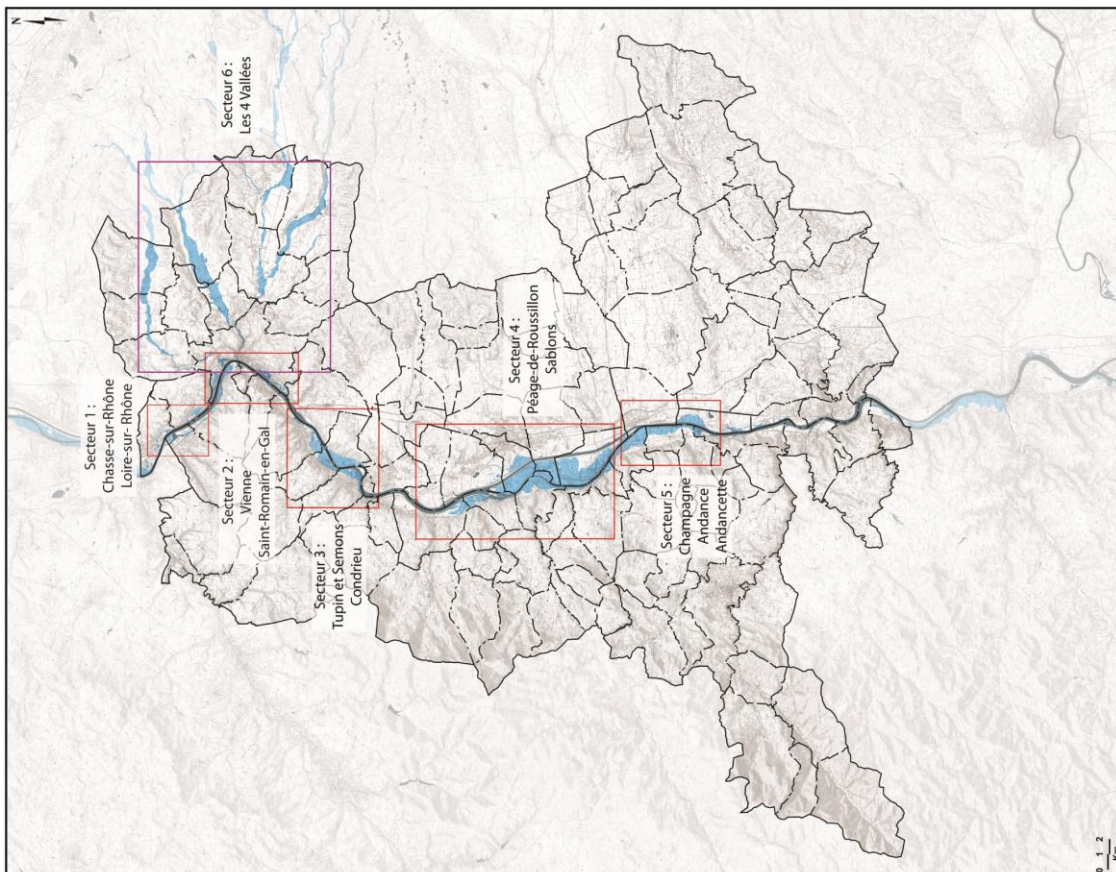 N
Secteur 1 :
Chasse-sur-Rhône
Loire-sur- Rhône
Secteur 6 :
Les 4 Vallées
Secteur 2 :
Vienne
Saint-Romain-en-Gal
Secteur 3 :
Tupin et Semons
Condrieu
Secteur 4 :
Péage-de-Roussillon
Sablons
Secteur 5 :
Champagne
Andance
Andancette
0 1 2